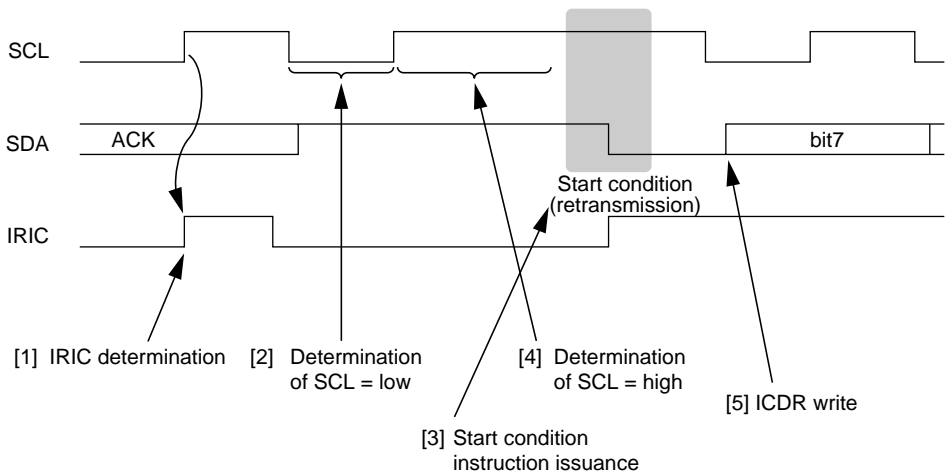 SCL
SDA
ACK
bit7
Start condition
(retransmission)
IRIC
[1] IRIC determination
[2] Determination
of SCL = low
[4] Determination
of SCL = high
[5] ICDR write
[3] Start condition
instruction issuance